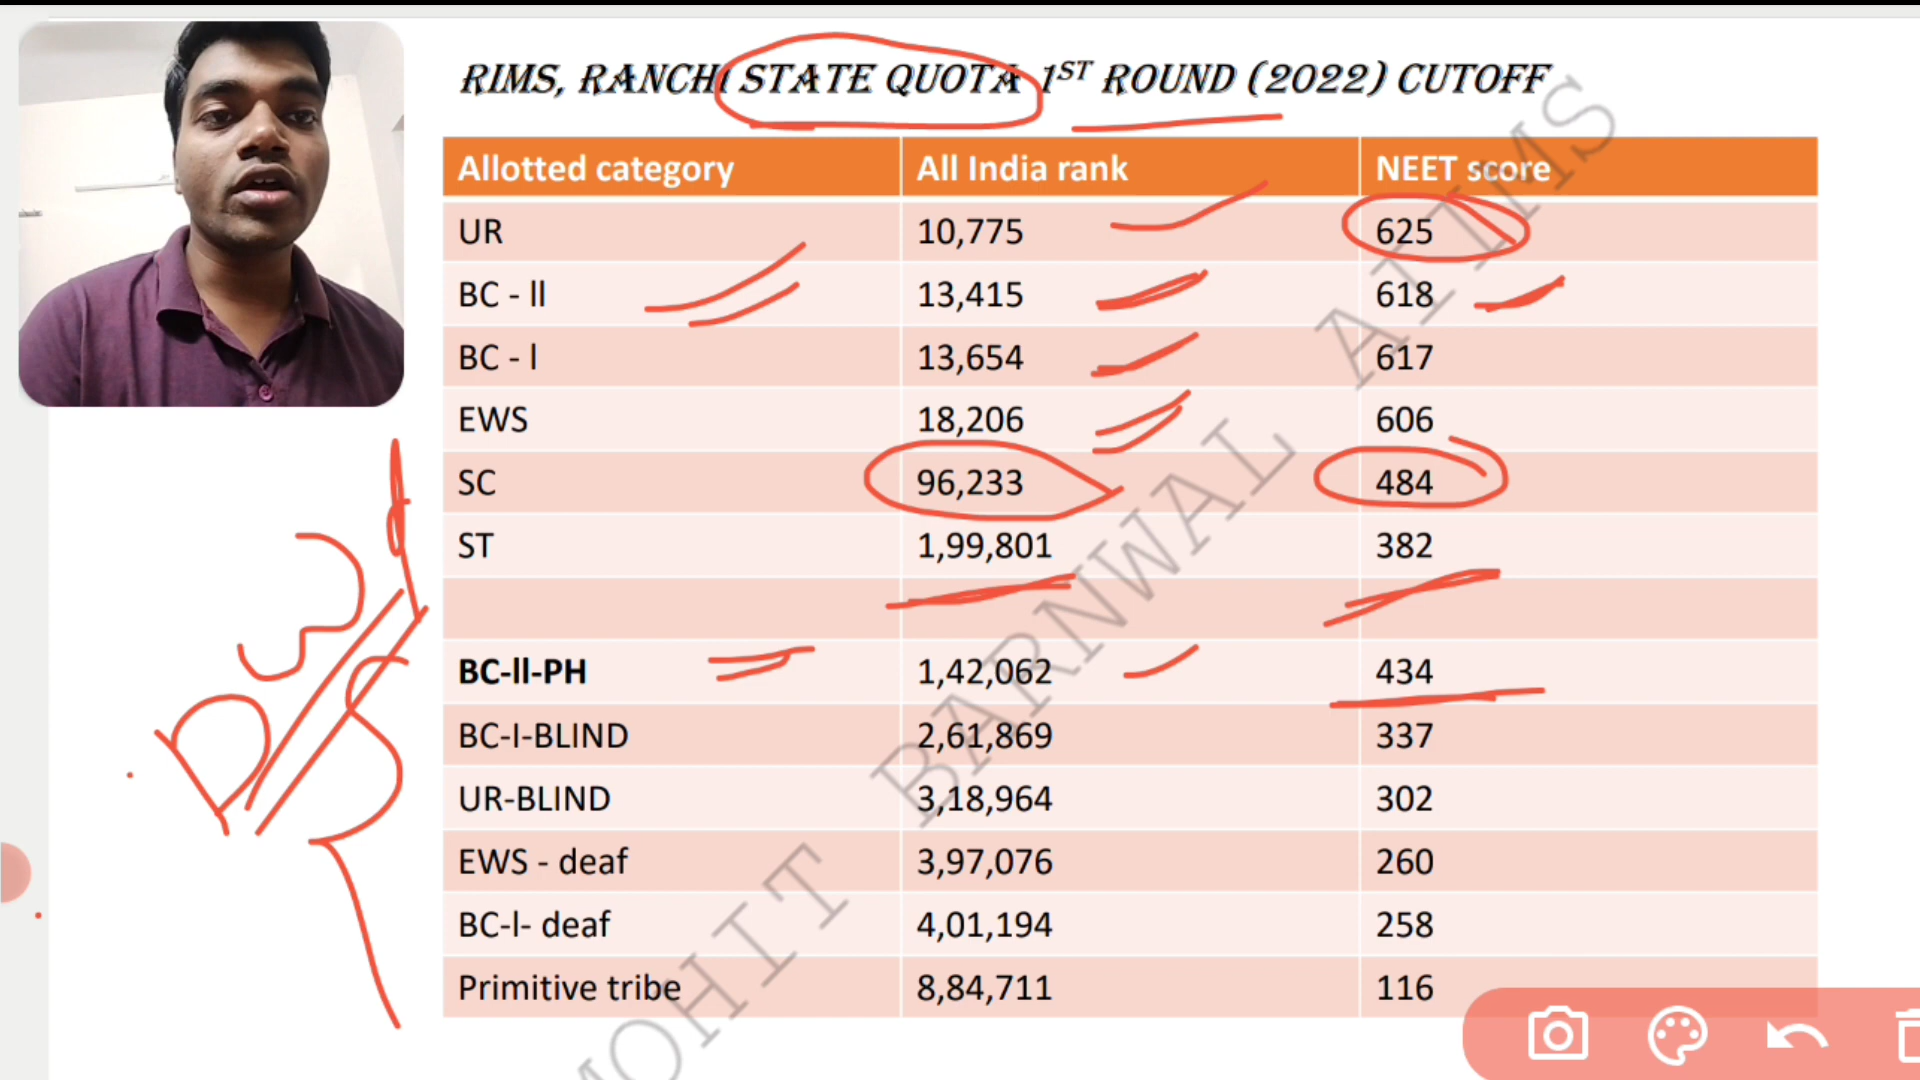 RIMS, RANCHI STATE QUOTA 1ST ROUND (2022) CUTOFF
Allotted category All India rank NEET score
UR 10,775 625
BC - ll 13,415 618
BC - l 13,654 617
EWS 18,206 606
SC 96,233 484
ST 1,99,801 382
BC-ll-PH 1,42,062 434
BC-I-BLIND 2,61,869 337
UR-BLIND 3,18,964 302
EWS - deaf 3,97,076 260
BC-l- deaf 4,01,194 258
Primitive tribe 8,84,711 116
MOHIT BARNWAL AIIMS